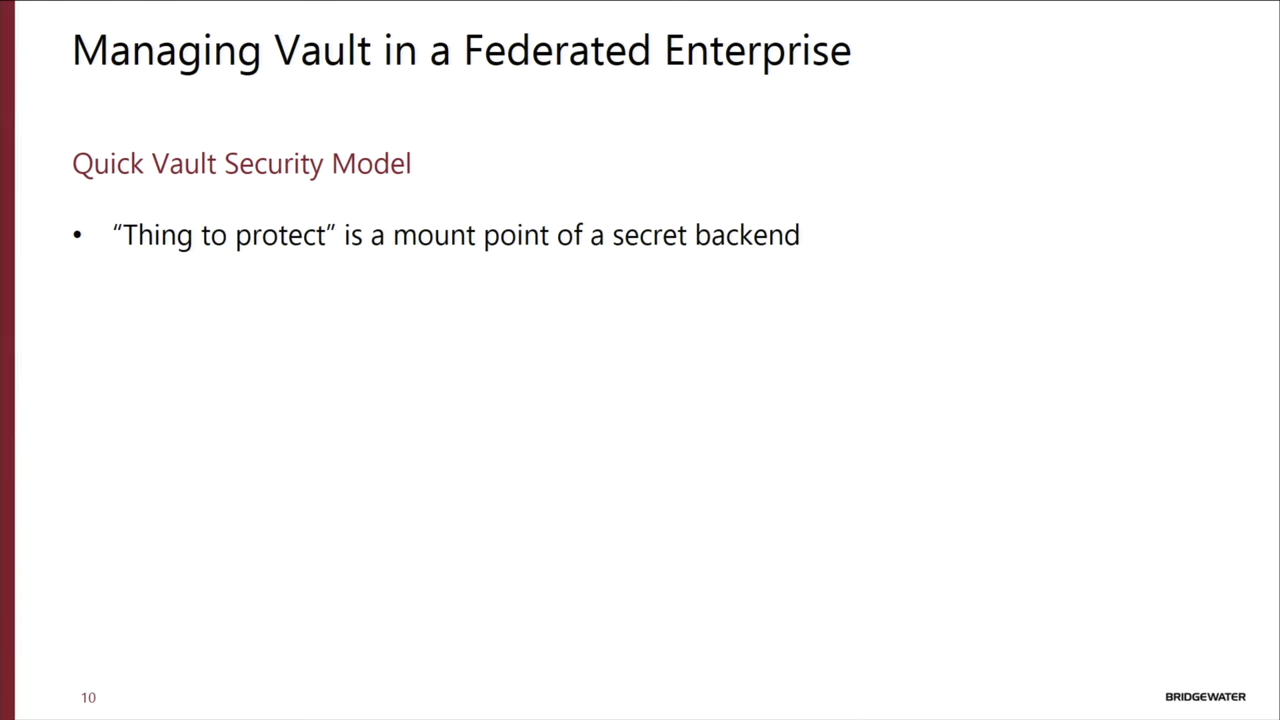 Managing Vault in a Federated Enterprise
Quick Vault Security Model
• “Thing to protect” is a mount point of a secret backend
10
BRIDGEWATER